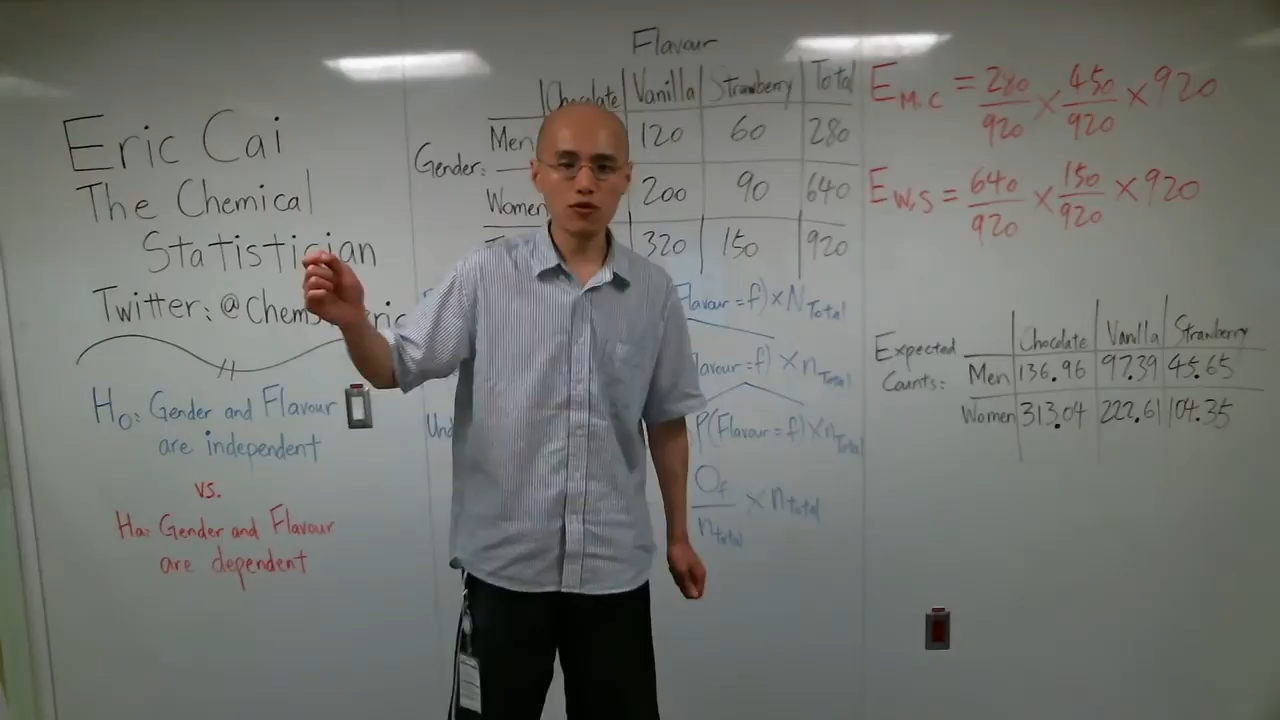 Eric Cai
The Chemical
Statistician
Twitter: @Chem
H0: Gender and Flavour
are independent
vs.
Ha: Gender and Flavour
are dependent
Flavour
Chocolate Vanilla Strawberry Total
Gender:
Men 120 60 280
Women 200 90 640
320 150 920
Flavour = f) × NTotal
avour = f) × nTotal
Und
P(Flavour = f) × nTotal
Of / ntotal × ntotal
EM,C = 280/920 × 450/920 × 920
EW,S = 640/920 × 150/920 × 920
Expected
Counts:
Chocolate Vanilla Strawberry
Men 136.96 97.39 45.65
Women 313.04 222.61 104.35